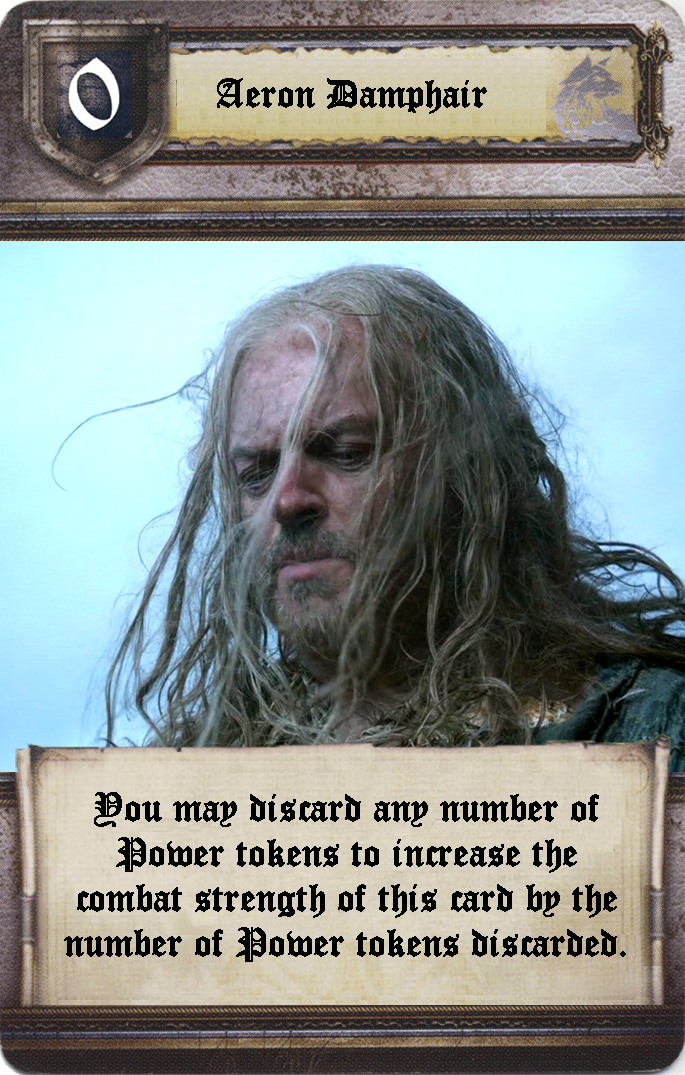 0
Aeron Damphair
You may discard any number of
Power tokens to increase the
combat strength of this card by the
number of Power tokens discarded.